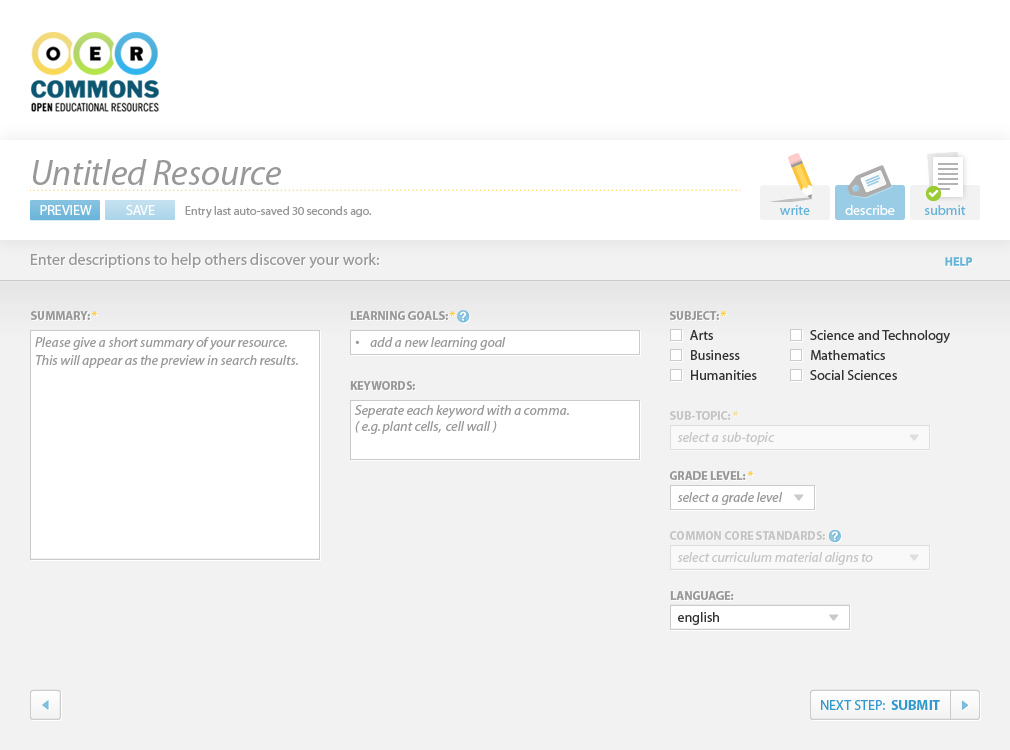 O E R
COMMONS
OPEN EDUCATIONAL RESOURCES
Untitled Resource
PREVIEW
SAVE
Entry last auto-saved 30 seconds ago.
write
describe
submit
Enter descriptions to help others discover your work:
HELP
SUMMARY:*
Please give a short summary of your resource.
This will appear as the preview in search results.
LEARNING GOALS:* ?
• add a new learning goal
KEYWORDS:
Seperate each keyword with a comma.
( e.g. plant cells, cell wall )
SUBJECT:*
Arts
Science and Technology
Business
Mathematics
Humanities
Social Sciences
SUB-TOPIC:*
select a sub-topic
GRADE LEVEL:*
select a grade level
COMMON CORE STANDARDS: ?
select curriculum material aligns to
LANGUAGE:
english
NEXT STEP: SUBMIT